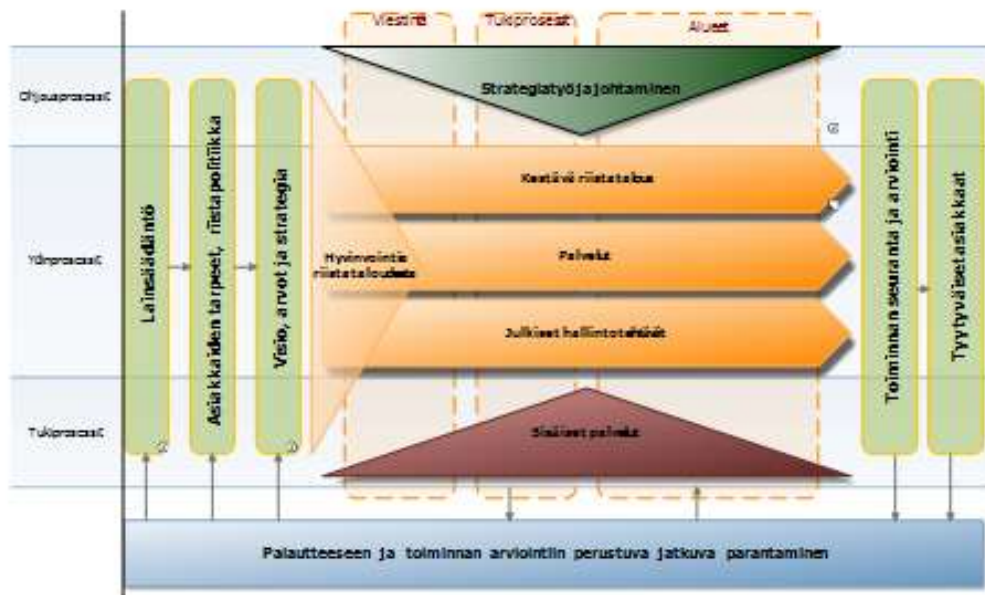 Viestintä
Tukiprosessit
Alueet
Ohjausprosessit
Strategiatyö ja johtaminen
Ydinprosessit
Lainsäädäntö
Asiakkaiden tarpeet, riistapolitiikka
Visio, arvot ja strategia
Hyvinvointia
riistataloudesta
Kestävä riistatalous
Palvelut
Julkiset hallintotehtävät
Toiminnan seuranta ja arviointi
Tyytyväiset asiakkaat
Tukiprosessit
Sisäiset palvelut
Palautteeseen ja toiminnan arviointiin perustuva jatkuva parantaminen